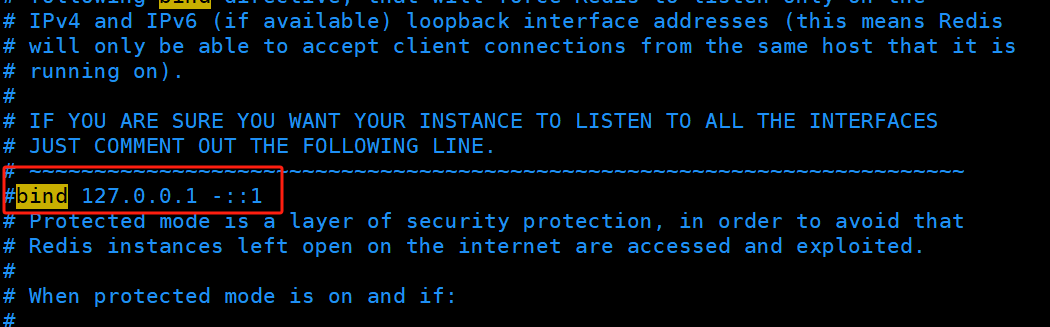 # following bind directive, that will force Redis to listen only on the
# IPv4 and IPv6 (if available) loopback interface addresses (this means Redis
# will only be able to accept client connections from the same host that it is
# running on).
#
# IF YOU ARE SURE YOU WANT YOUR INSTANCE TO LISTEN TO ALL THE INTERFACES
# JUST COMMENT OUT THE FOLLOWING LINE.
# ~~~~~~~~~~~~~~~~~~~~~~~~~~~~~~~~~~~~~~~~~~~~~~~~~~~~~~~~~~~~~~~~~~~~~~~~
#bind 127.0.0.1 -::1
# Protected mode is a layer of security protection, in order to avoid that
# Redis instances left open on the internet are accessed and exploited.
#
# When protected mode is on and if:
#